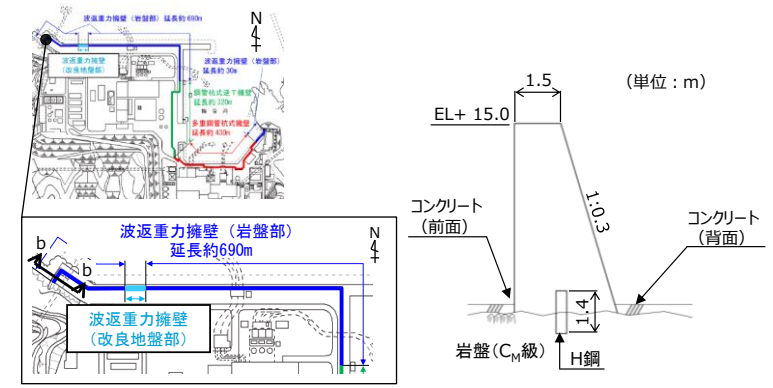 波返重力擁壁(岩盤部)延長約690m
N
波返重力擁壁
(改良地盤部)
波返重力擁壁(岩盤部)
延長約30m
鋼管杭式逆T擁壁
延長約320m
多重鋼管杭式擁壁
延長約430m
波返重力擁壁(岩盤部)
延長約690m
N
b
b
波返重力擁壁
(改良地盤部)
1.5
(単位:m)
EL+ 15.0
1:0.3
コンクリート
(前面)
コンクリート
(背面)
1.4
岩盤(CM級)
H鋼